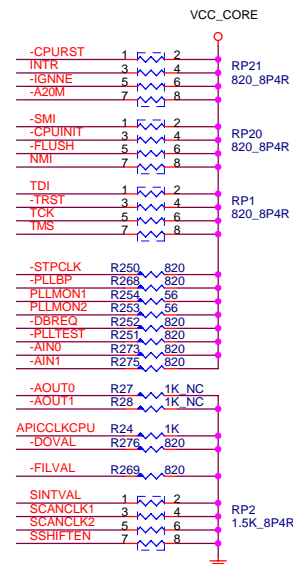 VCC_CORE
-CPURST 1 2
INTR 3 4 RP21
-IGNNE 5 6 820_8P4R
-A20M 7 8
-SMI 1 2
-CPUINIT 3 4 RP20
-FLUSH 5 6 820_8P4R
NMI 7 8
TDI 1 2
-TRST 3 4 RP1
TCK 5 6 820_8P4R
TMS 7 8
-STPCLK R250 820
-PLLBP R268 820
PLLMON1 R254 56
PLLMON2 R253 56
-DBREQ R252 820
-PLLTEST R251 820
-AIN0 R273 820
-AIN1 R275 820
-AOUT0 R27 1K_NC
-AOUT1 R28 1K_NC
APICCLKCPU R24 1K
-DOVAL R276 820
-FILVAL R269 820
SINTVAL 1 2
SCANCLK1 3 4 RP2
SCANCLK2 5 6 1.5K_8P4R
SSHIFTEN 7 8